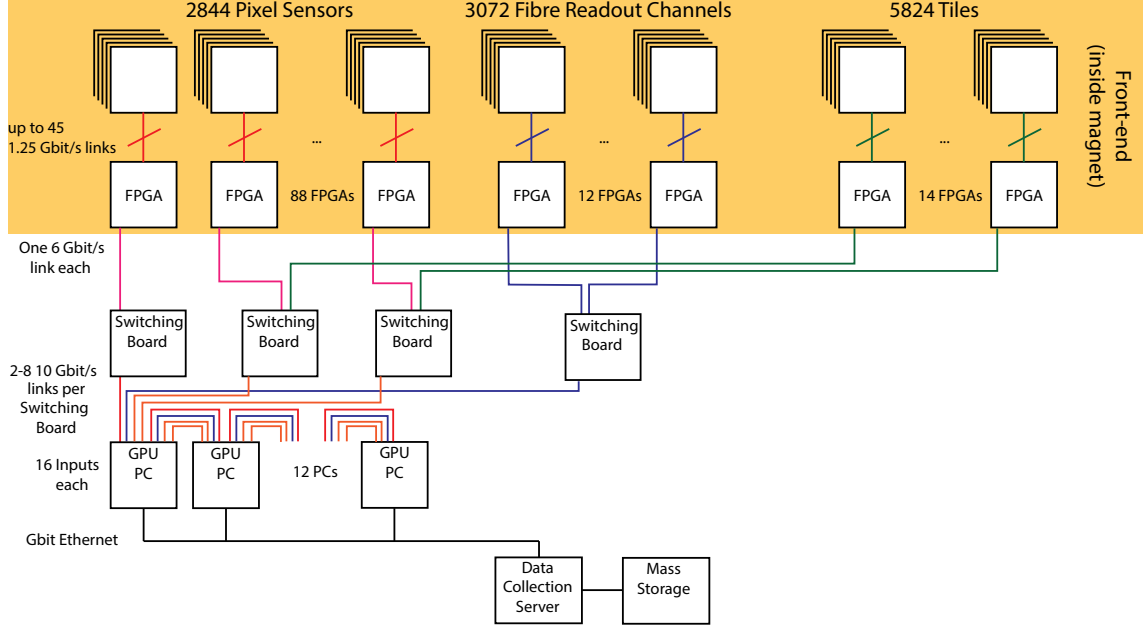 2844 Pixel Sensors
3072 Fibre Readout Channels
5824 Tiles
Front-end
(inside magnet)
up to 45
1.25 Gbit/s links
...
...
...
FPGA
FPGA
88 FPGAs
FPGA
FPGA
12 FPGAs
FPGA
FPGA
14 FPGAs
FPGA
One 6 Gbit/s
link each
Switching
Board
Switching
Board
Switching
Board
Switching
Board
2-8 10 Gbit/s
links per
Switching
Board
16 Inputs
each
GPU
PC
GPU
PC
12 PCs
GPU
PC
Gbit Ethernet
Data
Collection
Server
Mass
Storage